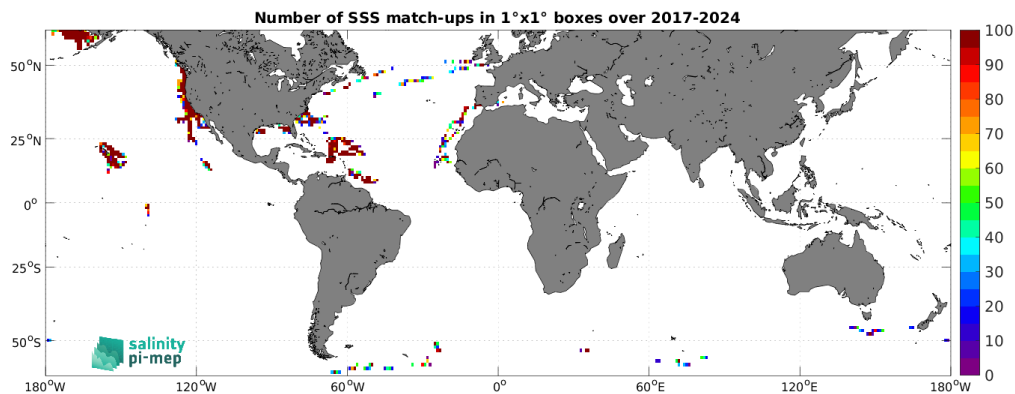 Number of SSS match-ups in 1°x1° boxes over 2017-2024
50°N
25°N
0°
25°S
50°S
180°W
120°W
60°W
0°
60°E
120°E
180°W
salinity
pi-mep
100
90
80
70
60
50
40
30
20
10
0